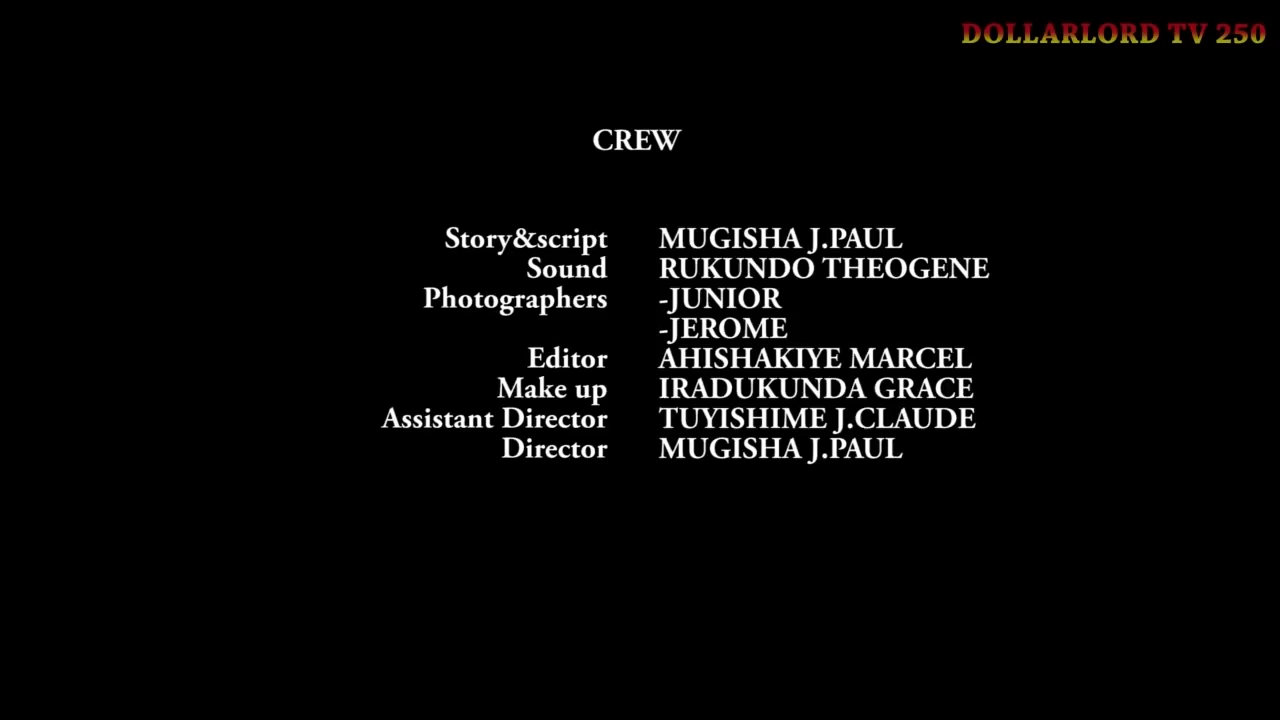 DOLLARLORD TV 250
CREW
Story&script MUGISHA J.PAUL
Sound RUKUNDO THEOGENE
Photographers -JUNIOR
-JEROME
Editor AHISHAKIYE MARCEL
Make up IRADUKUNDA GRACE
Assistant Director TUYISHIME J.CLAUDE
Director MUGISHA J.PAUL